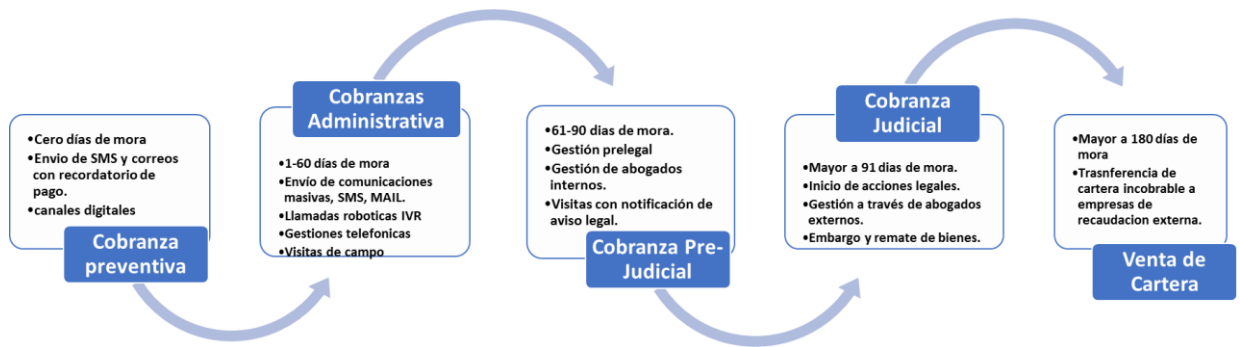 •Cero días de mora
•Envio de SMS y correos
con recordatorio de
pago.
•canales digitales
Cobranza
preventiva
Cobranzas
Administrativa
•1-60 días de mora
•Envío de comunicaciones
masivas, SMS, MAIL.
•Llamadas roboticas IVR
•Gestiones telefonicas
•Visitas de campo
•61-90 dias de mora.
•Gestión prelegal
•Gestión de abogados
internos.
•Visitas con notificación de
aviso legal.
Cobranza Pre-
Judicial
Cobranza
Judicial
•Mayor a 91 dias de mora.
•Inicio de acciones legales.
•Gestión a través de abogados
externos.
•Embargo y remate de bienes.
•Mayor a 180 días de
mora
•Trasnferencia de
cartera incobrable a
empresas de
recaudacion externa.
Venta de
Cartera